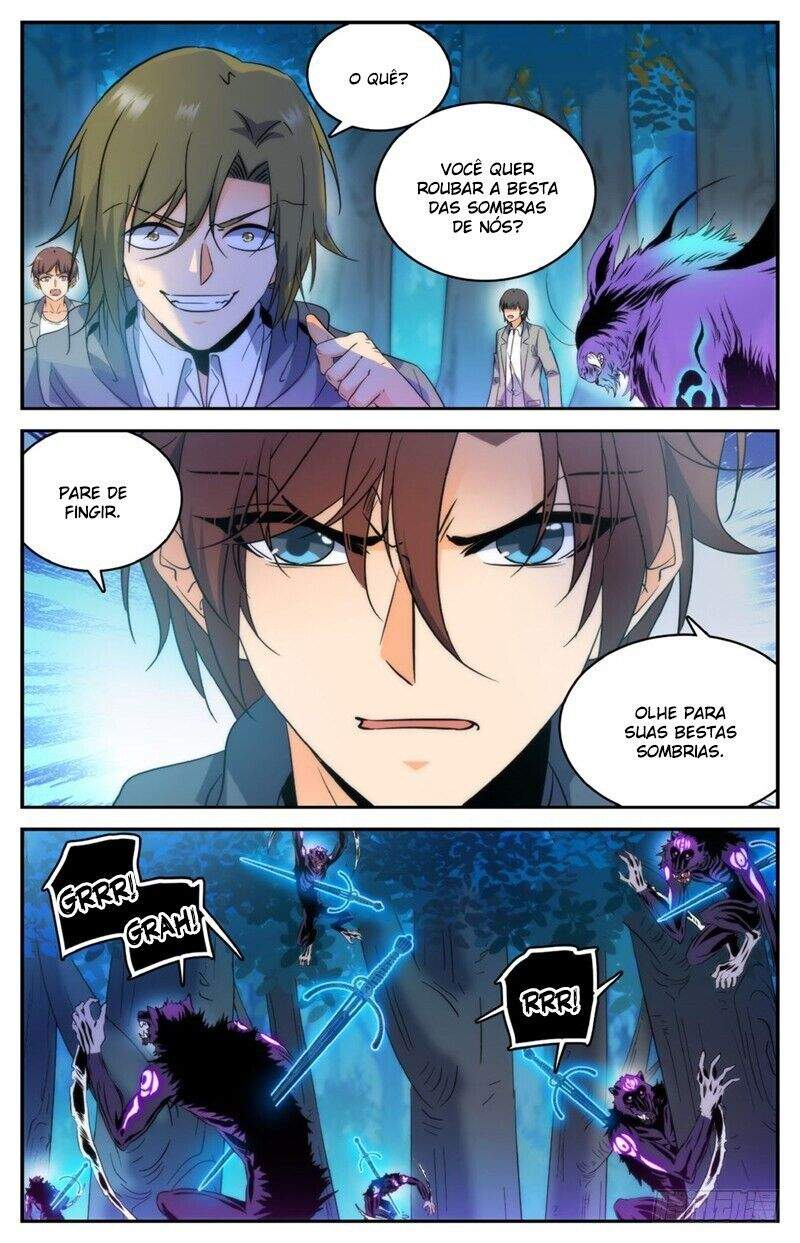 O QUÊ?
VOCÊ QUER
ROUBAR A BESTA
DAS SOMBRAS
DE NÓS?
PARE DE
FINGIR.
OLHE PARA
SUAS BESTAS
SOMBRIAS.
GRRR!
GRAH!
RRR!